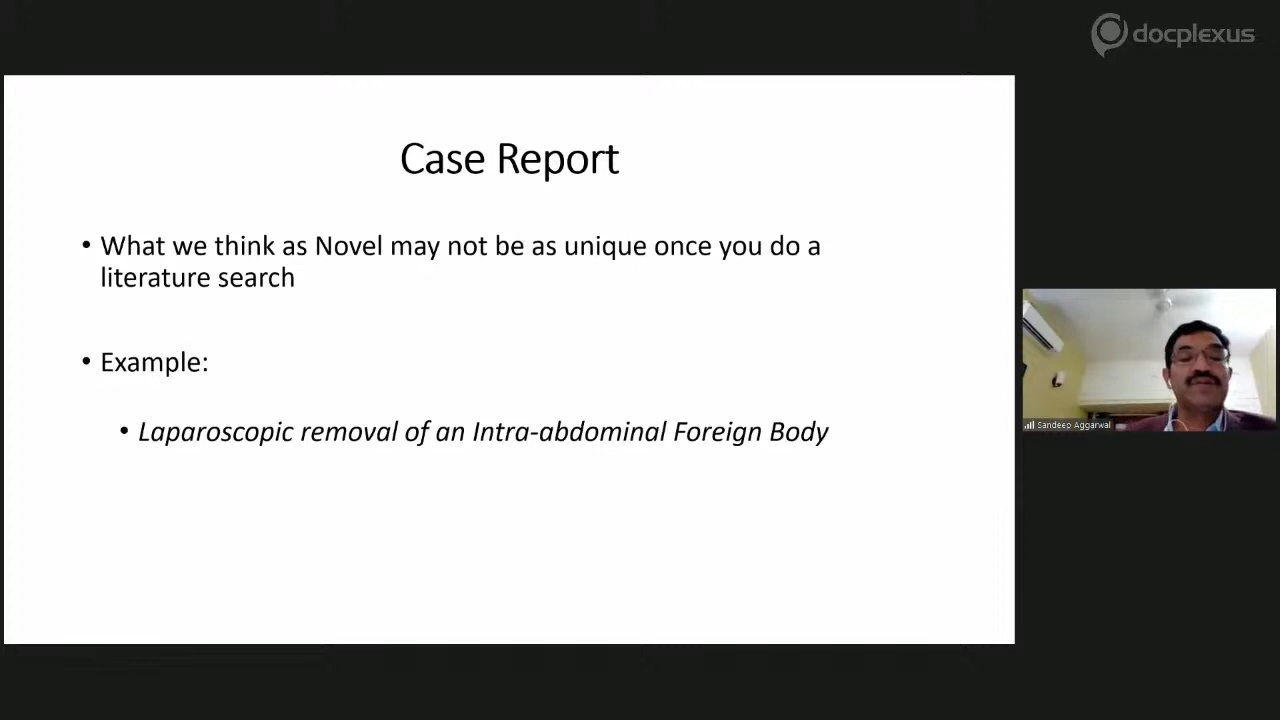 docplexus
Case Report
• What we think as Novel may not be as unique once you do a
literature search
• Example:
• Laparoscopic removal of an Intra-abdominal Foreign Body
Sandeep Aggarwal